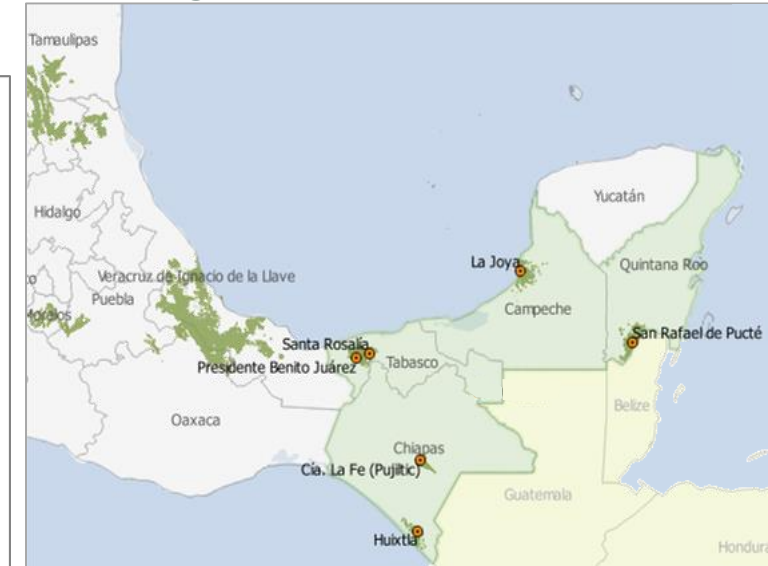 Tamaulipas
Hidalgo
Yucatán
La Joya
Quintana Roo
Veracruz de Ignacio de la Llave
Puebla
Campeche
Morelos
San Rafael de Pucté
Santa Rosalía
Tabasco
Presidente Benito Juárez
Belize
Oaxaca
Chiapas
Cía. La Fe (Pujiltic)
Guatemala
Huixtla
Hondura